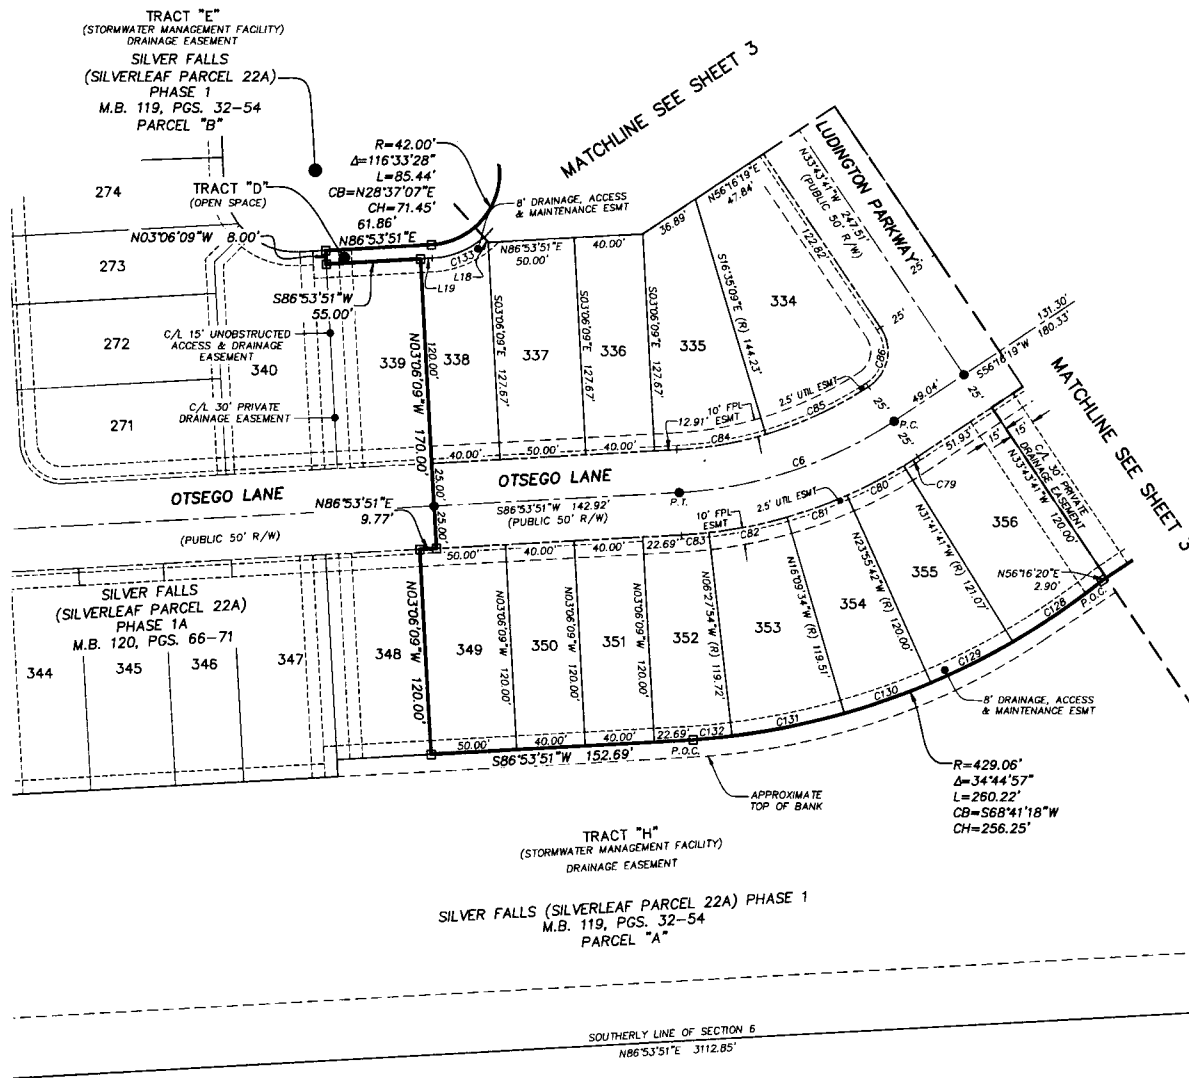 TRACT "E"
(STORMWATER MANAGEMENT FACILITY)
DRAINAGE EASEMENT
SILVER FALLS
(SILVERLEAF PARCEL 22A)
PHASE 1
M.B. 119, PGS. 32-54
PARCEL "B"
MATCHLINE SEE SHEET 3
R=42.00'
Δ=116°33'28"
L=85.44'
CB=N28°37'07"E
CH=71.45'
61.86'
N86°53'51"E
8' DRAINAGE, ACCESS
& MAINTENANCE ESMT
TRACT "D"
(OPEN SPACE)
N03°06'09"W 8.00'
S86°53'51"W
55.00'
274
273
272
271
C/L 15' UNOBSTRUCTED
ACCESS & DRAINAGE
EASEMENT
340
C/L 30' PRIVATE
DRAINAGE EASEMENT
339
N03°06'09"W 170.00'
120.00'
25.00'
25.00'
C133
L18
L19
N86°53'51"E
50.00'
40.00'
36.89'
N56°16'19"E
47.84'
338
S03°06'09"E 127.67'
337
S03°06'09"E 127.67'
336
S03°06'09"E 127.67'
335
S16°35'09"E (R) 144.23'
334
122.82'
LUDINGTON PARKWAY
N33°43'41"W 247.51'
(PUBLIC 50' R/W)
25'
C86
25'
131.30'
180.33'
S56°16'19"W
25'
49.04'
P.C.
25'
MATCHLINE SEE SHEET 3
2.5' UTIL ESMT
10' FPL
ESMT
12.91'
C84
C85
40.00'
50.00'
40.00'
OTSEGO LANE
(PUBLIC 50' R/W)
OTSEGO LANE
S86°53'51"W 142.92'
(PUBLIC 50' R/W)
P.T.
C6
N86°53'51"E
9.77'
10' FPL
ESMT
2.5' UTIL ESMT
50.00'
40.00'
40.00'
22.69'
C83
C82
C81
C80
C79
51.93'
15'
15'
C/L 30' PRIVATE
DRAINAGE EASEMENT
N33°43'41"W 120.00'
SILVER FALLS
(SILVERLEAF PARCEL 22A)
PHASE 1A
M.B. 120, PGS. 66-71
344
345
346
347
348
N03°06'09"W 120.00'
349
N03°06'09"W 120.00'
350
N03°06'09"W 120.00'
351
N03°06'09"W 120.00'
352
N06°27'54"W (R) 119.72'
353
N16°09'34"W (R) 119.51'
354
N23°55'42"W (R) 120.00'
355
N31°41'41"W (R) 121.07'
356
N56°16'20"E
2.90'
P.O.C.
C128
C129
C130
C131
C132
8' DRAINAGE, ACCESS
& MAINTENANCE ESMT
50.00'
40.00'
40.00'
22.69'
S86°53'51"W 152.69'
P.O.C.
APPROXIMATE
TOP OF BANK
R=429.06'
Δ=34°44'57"
L=260.22'
CB=S68°41'18"W
CH=256.25'
TRACT "H"
(STORMWATER MANAGEMENT FACILITY)
DRAINAGE EASEMENT
SILVER FALLS (SILVERLEAF PARCEL 22A) PHASE 1
M.B. 119, PGS. 32-54
PARCEL "A"
SOUTHERLY LINE OF SECTION 6
N86°53'51"E 3112.85'